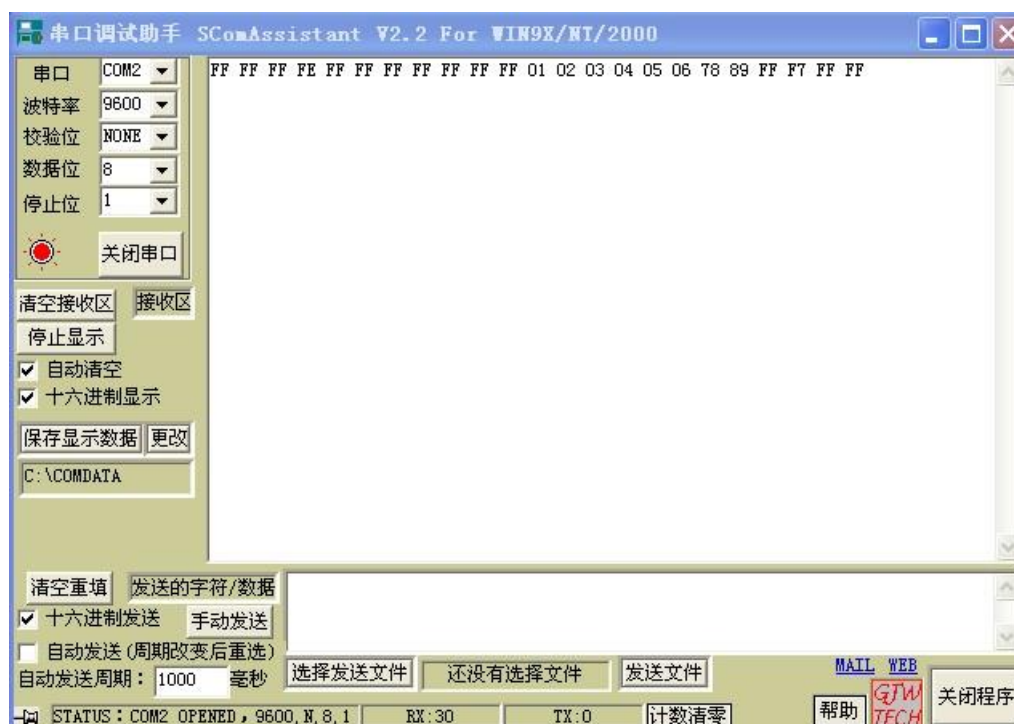 串口调试助手 SComAssistant V2.2 For WIN9X/NT/2000
串口 COM2
FF FF FF FE FF FF FF FF FF FF FF 01 02 03 04 05 06 78 89 FF F7 FF FF
波特率 9600
校验位 NONE
数据位 8
停止位 1
关闭串口
清空接收区 接收区
停止显示
自动清空
十六进制显示
保存显示数据 更改
C:\COMDATA
清空重填 发送的字符/数据
十六进制发送 手动发送
自动发送(周期改变后重选)
自动发送周期: 1000 毫秒 选择发送文件 还没有选择文件 发送文件
MAIL WEB
STATUS:COM2 OPENED,9600,N,8,1 RX:30 TX:0 计数清零 帮助
GJW
TECH
关闭程序